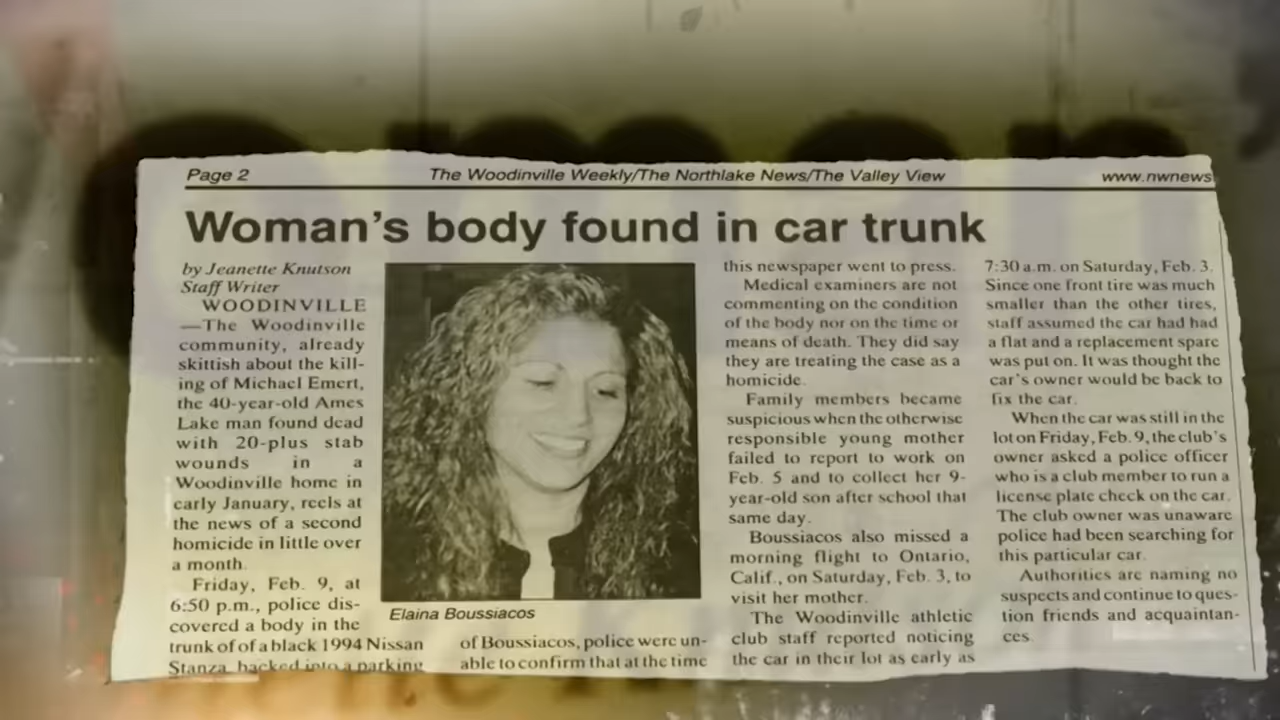 Page 2
The Woodinville Weekly/The Northlake News/The Valley View
www.nwnews
Woman's body found in car trunk
by Jeanette Knutson
Staff Writer
WOODINVILLE
—The Woodinville
community, already
skittish about the kill-
ing of Michael Emert,
the 40-year-old Ames
Lake man found dead
with 20-plus stab
wounds in a
Woodinville home in
early January, reels at
the news of a second
homicide in little over
a month.
Friday, Feb. 9, at
6:50 p.m., police dis-
covered a body in the
trunk of of a black 1994 Nissan
Stanza, backed into a parking
Elaina Boussiacos
of Boussiacos, police were un-
able to confirm that at the time
this newspaper went to press.
Medical examiners are not
commenting on the condition
of the body nor on the time or
means of death. They did say
they are treating the case as a
homicide.
Family members became
suspicious when the otherwise
responsible young mother
failed to report to work on
Feb. 5 and to collect her 9-
year-old son after school that
same day.
Boussiacos also missed a
morning flight to Ontario,
Calif., on Saturday, Feb. 3, to
visit her mother.
The Woodinville athletic
club staff reported noticing
the car in their lot as early as
7:30 a.m. on Saturday, Feb. 3.
Since one front tire was much
smaller than the other tires,
staff assumed the car had had
a flat and a replacement spare
was put on. It was thought the
car's owner would be back to
fix the car.
When the car was still in the
lot on Friday, Feb. 9, the club's
owner asked a police officer
who is a club member to run a
license plate check on the car.
The club owner was unaware
police had been searching for
this particular car.
Authorities are naming no
suspects and continue to ques-
tion friends and acquaintan-
ces.